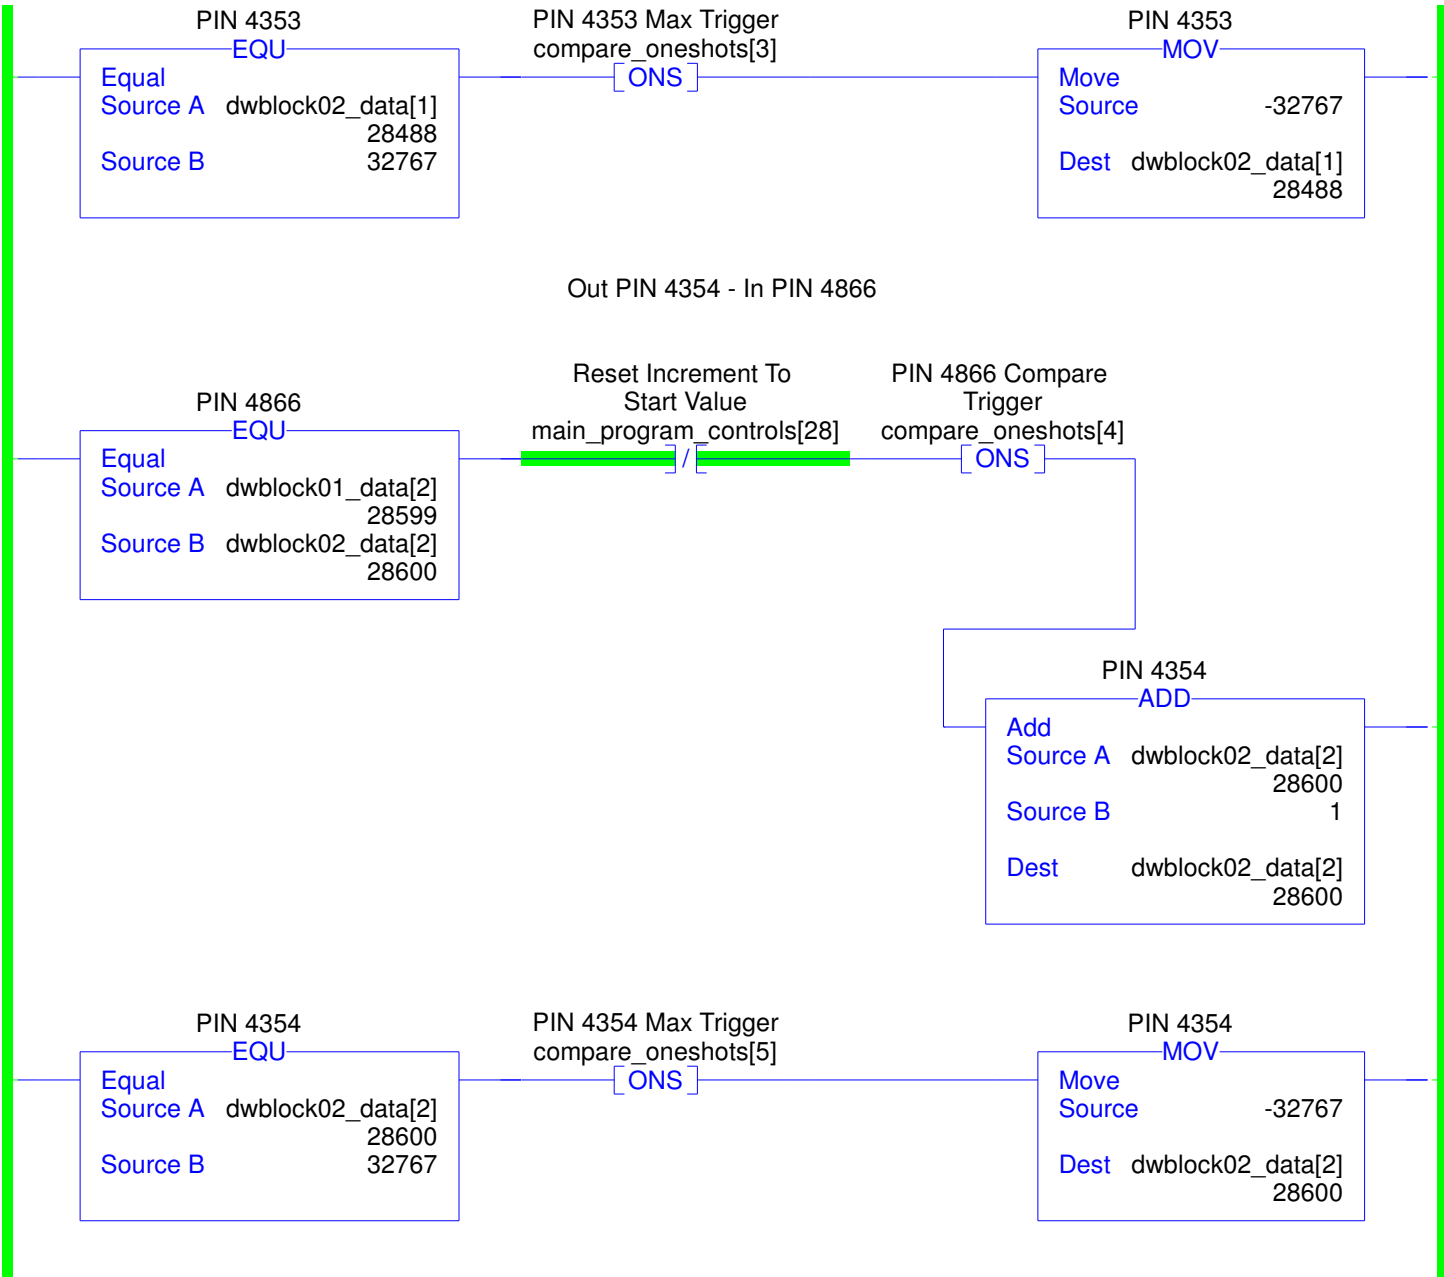 PIN 4353
EQU
Equal
Source A dwblock02_data[1]
28488
Source B 32767
PIN 4353 Max Trigger
compare_oneshots[3]
ONS
PIN 4353
MOV
Move
Source -32767
Dest dwblock02_data[1]
28488
Out PIN 4354 - In PIN 4866
PIN 4866
EQU
Equal
Source A dwblock01_data[2]
28599
Source B dwblock02_data[2]
28600
Reset Increment To
Start Value
main_program_controls[28]
/
PIN 4866 Compare
Trigger
compare_oneshots[4]
ONS
PIN 4354
ADD
Add
Source A dwblock02_data[2]
28600
Source B 1
Dest dwblock02_data[2]
28600
PIN 4354
EQU
Equal
Source A dwblock02_data[2]
28600
Source B 32767
PIN 4354 Max Trigger
compare_oneshots[5]
ONS
PIN 4354
MOV
Move
Source -32767
Dest dwblock02_data[2]
28600